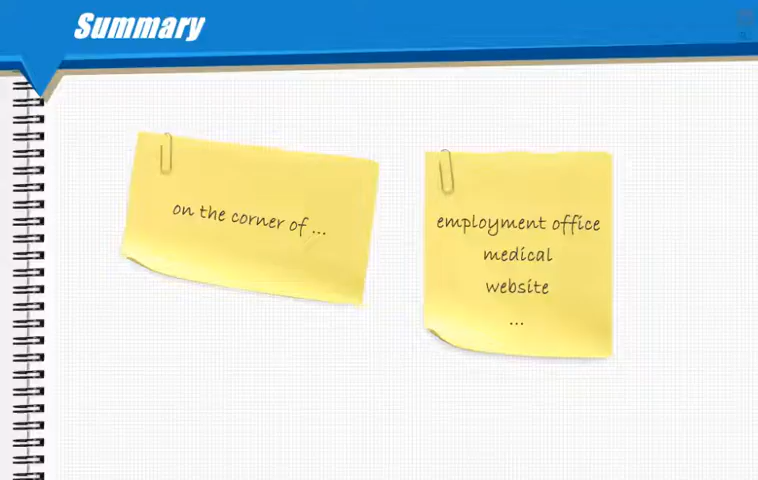 Summary
on the corner of ...
employment office
medical
website
...